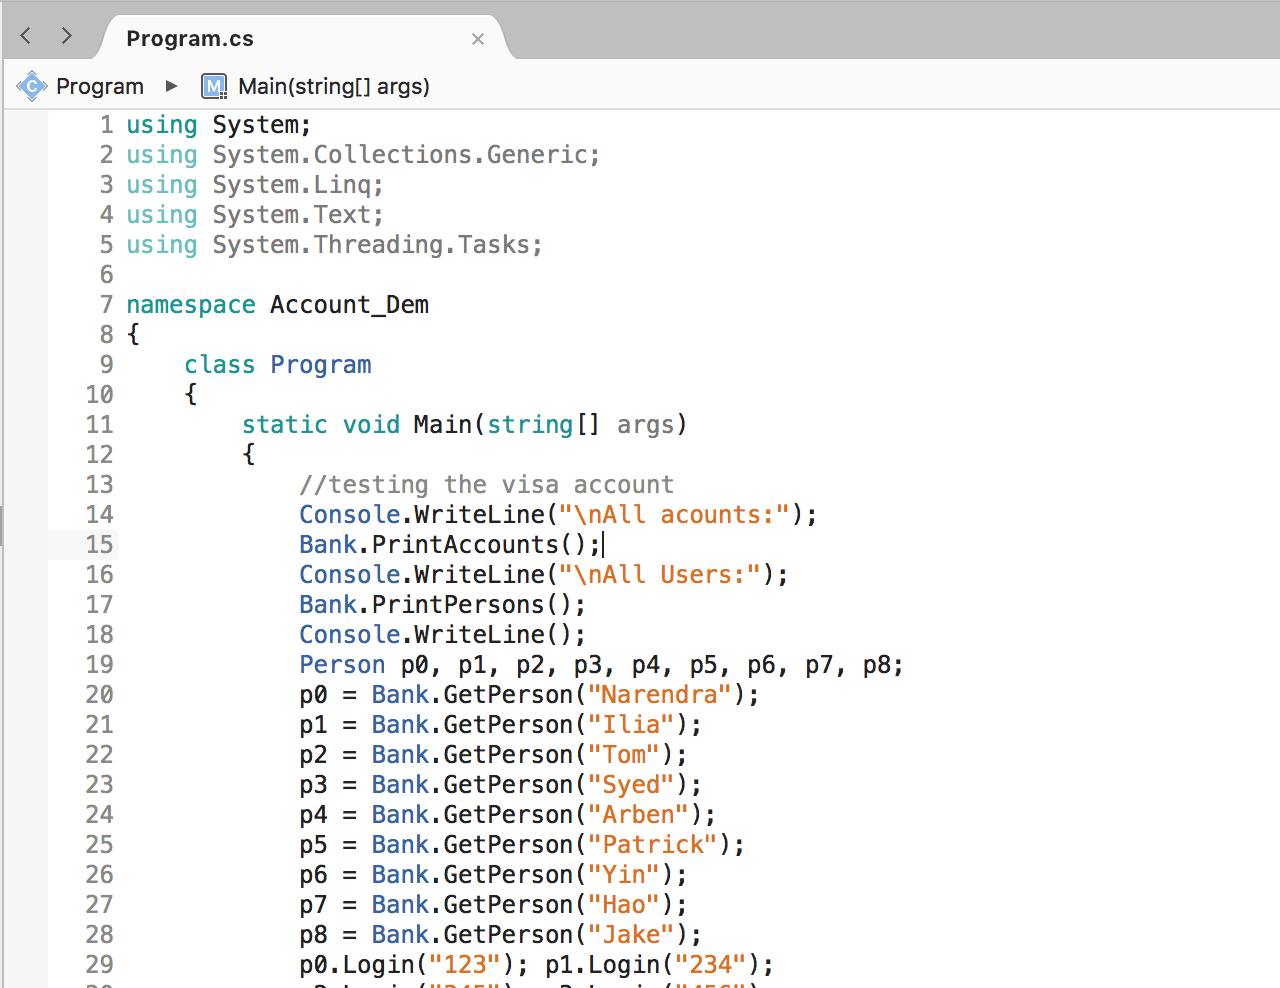 Program.cs
Program ▶ Main(string[] args)
1 using System;
2 using System.Collections.Generic;
3 using System.Linq;
4 using System.Text;
5 using System.Threading.Tasks;
6
7 namespace Account_Dem
8 {
9 class Program
10 {
11 static void Main(string[] args)
12 {
13 //testing the visa account
14 Console.WriteLine("\nAll acounts:");
15 Bank.PrintAccounts();
16 Console.WriteLine("\nAll Users:");
17 Bank.PrintPersons();
18 Console.WriteLine();
19 Person p0, p1, p2, p3, p4, p5, p6, p7, p8;
20 p0 = Bank.GetPerson("Narendra");
21 p1 = Bank.GetPerson("Ilia");
22 p2 = Bank.GetPerson("Tom");
23 p3 = Bank.GetPerson("Syed");
24 p4 = Bank.GetPerson("Arben");
25 p5 = Bank.GetPerson("Patrick");
26 p6 = Bank.GetPerson("Yin");
27 p7 = Bank.GetPerson("Hao");
28 p8 = Bank.GetPerson("Jake");
29 p0.Login("123"); p1.Login("234");